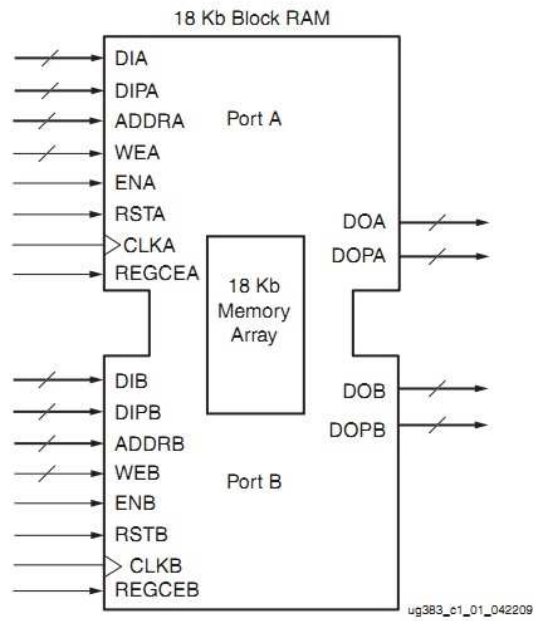 18 Kb Block RAM
DIA
DIPA
ADDRA
Port A
WEA
ENA
RSTA
DOA
CLKA
DOPA
REGCEA
18 Kb
Memory
Array
DIB
DOB
DIPB
DOPB
ADDRB
WEB
Port B
ENB
RSTB
CLKB
REGCEB
ug383_c1_01_042209